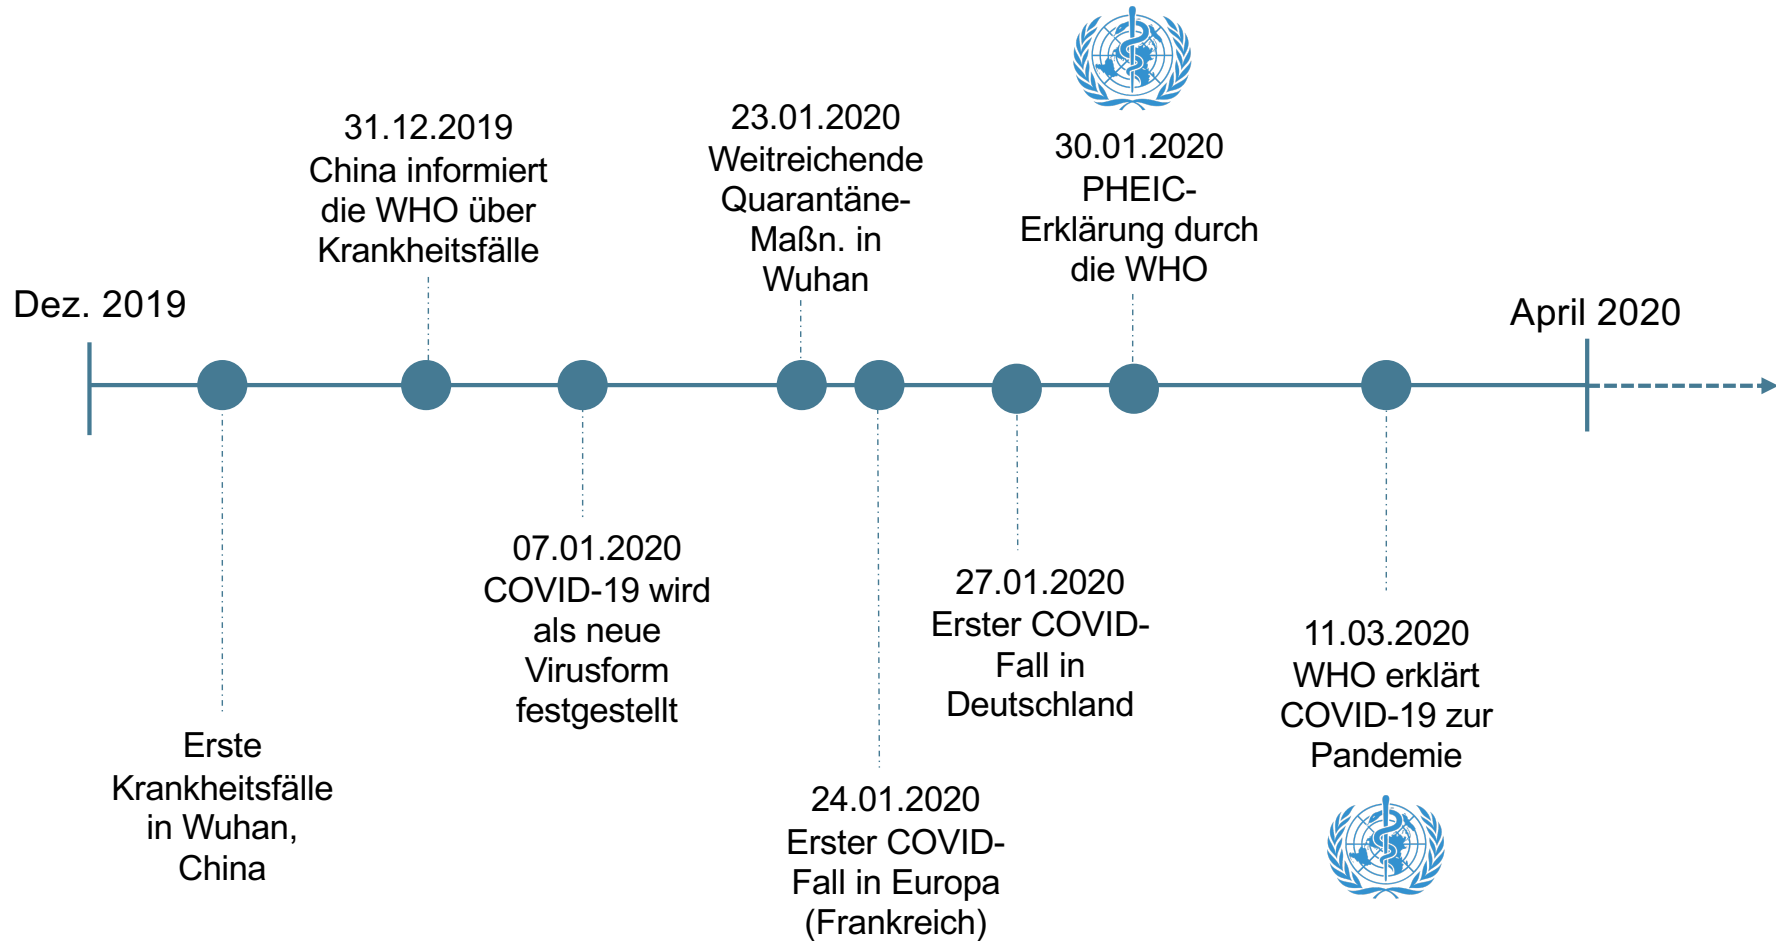 Dez. 2019
Erste
Krankheitsfälle
in Wuhan,
China
31.12.2019
China informiert
die WHO über
Krankheitsfälle
07.01.2020
COVID-19 wird
als neue
Virusform
festgestellt
23.01.2020
Weitreichende
Quarantäne-
Maßn. in
Wuhan
24.01.2020
Erster COVID-
Fall in Europa
(Frankreich)
27.01.2020
Erster COVID-
Fall in
Deutschland
30.01.2020
PHEIC-
Erklärung durch
die WHO
11.03.2020
WHO erklärt
COVID-19 zur
Pandemie
April 2020